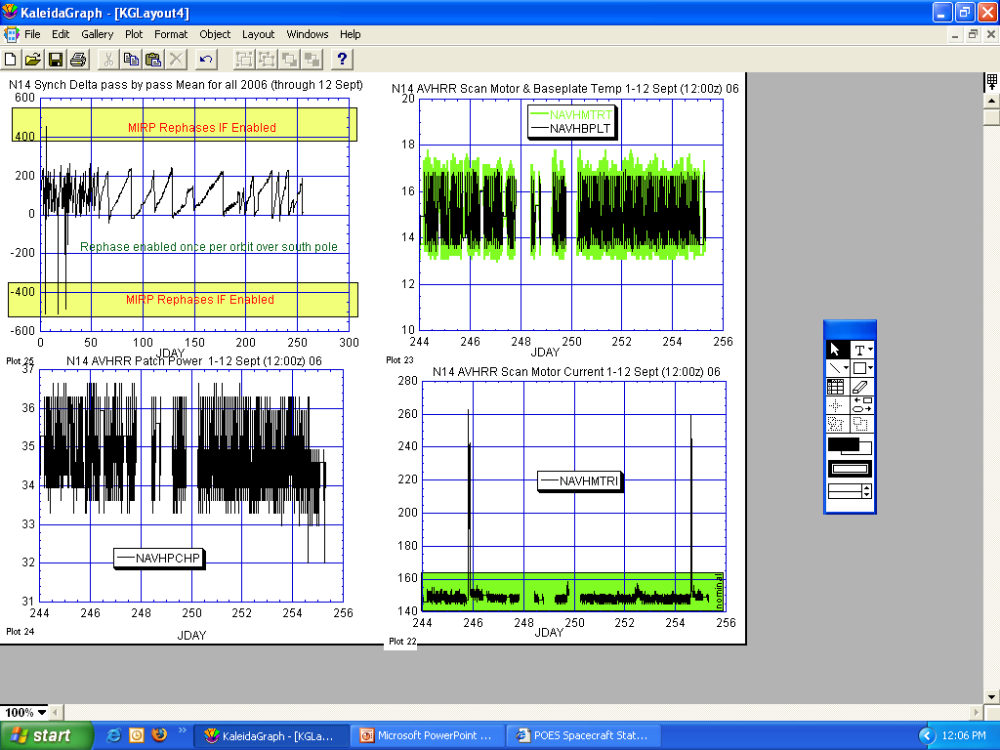 KaleidaGraph - [KGLayout4]
File Edit Gallery Plot Format Object Layout Windows Help
N14 Synch Delta pass by pass Mean for all 2006 (through 12 Sept)
600
400
200
0
-200
-400
-600
MIRP Rephases IF Enabled
Rephase enabled once per orbit over south pole
MIRP Rephases IF Enabled
0 50 100 150 200 250 300
JDAY
Plot 25
N14 AVHRR Scan Motor & Baseplate Temp 1-12 Sept (12:00z) 06
20
18
16
14
12
10
NAVHMTRT
NAVHBPLT
244 246 248 250 252 254 256
JDAY
Plot 23
N14 AVHRR Patch Power 1-12 Sept (12:00z) 06
37
36
35
34
33
32
31
NAVHPCHP
244 246 248 250 252 254 256
JDAY
Plot 24
N14 AVHRR Scan Motor Current 1-12 Sept (12:00z) 06
280
260
240
220
200
180
160
140
NAVHMTRI
nominal
244 246 248 250 252 254 256
JDAY
Plot 22
T
100%
start
KaleidaGraph - [KGLa...
Microsoft PowerPoint ...
POES Spacecraft Stat...
12:06 PM